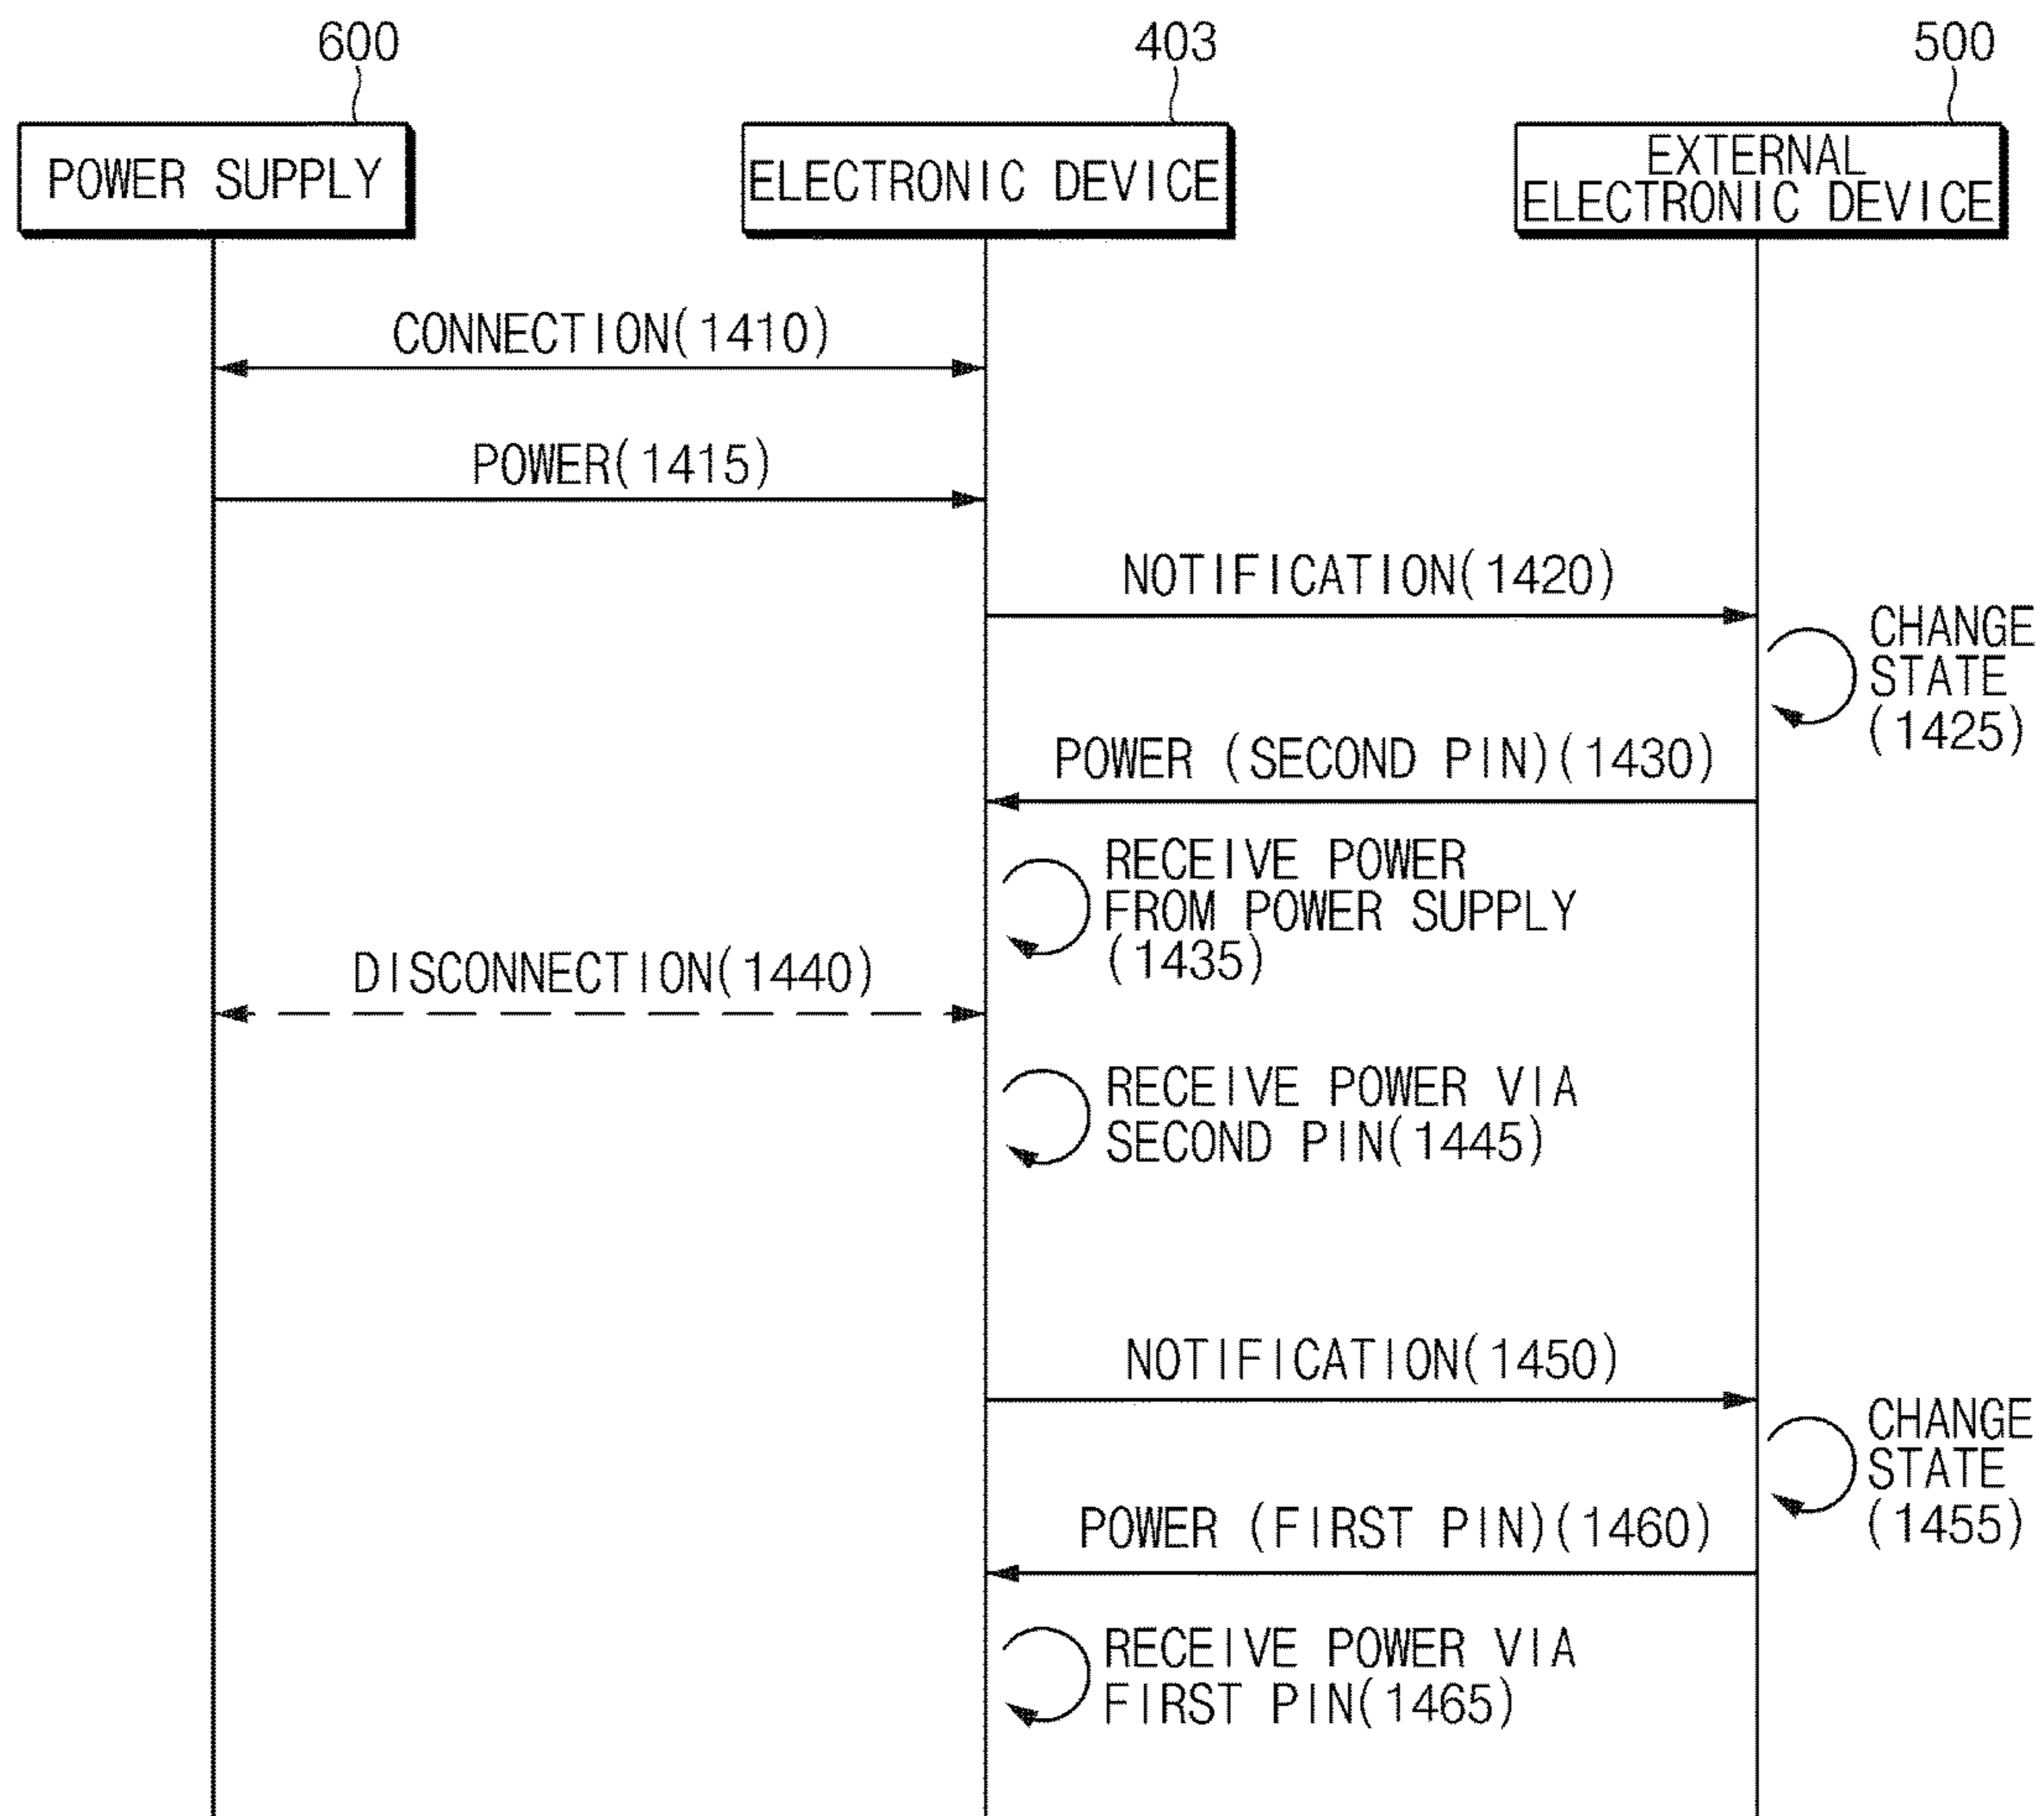 600
403
500
POWER SUPPLY
ELECTRONIC DEVICE
EXTERNAL
ELECTRONIC DEVICE
CONNECTION(1410)
POWER(1415)
NOTIFICATION(1420)
CHANGE
STATE
(1425)
POWER (SECOND PIN)(1430)
RECEIVE POWER
FROM POWER SUPPLY
(1435)
DISCONNECTION(1440)
RECEIVE POWER VIA
SECOND PIN(1445)
NOTIFICATION(1450)
CHANGE
STATE
(1455)
POWER (FIRST PIN)(1460)
RECEIVE POWER VIA
FIRST PIN(1465)